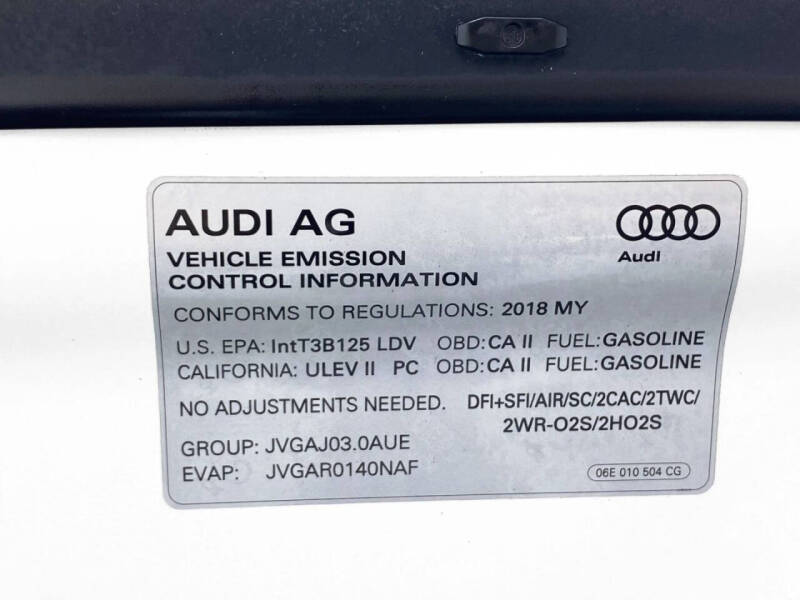 AUDI AG
Audi
VEHICLE EMISSION
CONTROL INFORMATION
CONFORMS TO REGULATIONS: 2018 MY
U.S. EPA: IntT3B125 LDV OBD: CA II FUEL: GASOLINE
CALIFORNIA: ULEV II PC OBD: CA II FUEL: GASOLINE
NO ADJUSTMENTS NEEDED. DFI+SFI/AIR/SC/2CAC/2TWC/
2WR-O2S/2HO2S
GROUP: JVGAJ03.0AUE
EVAP: JVGAR0140NAF
06E 010 504 CG